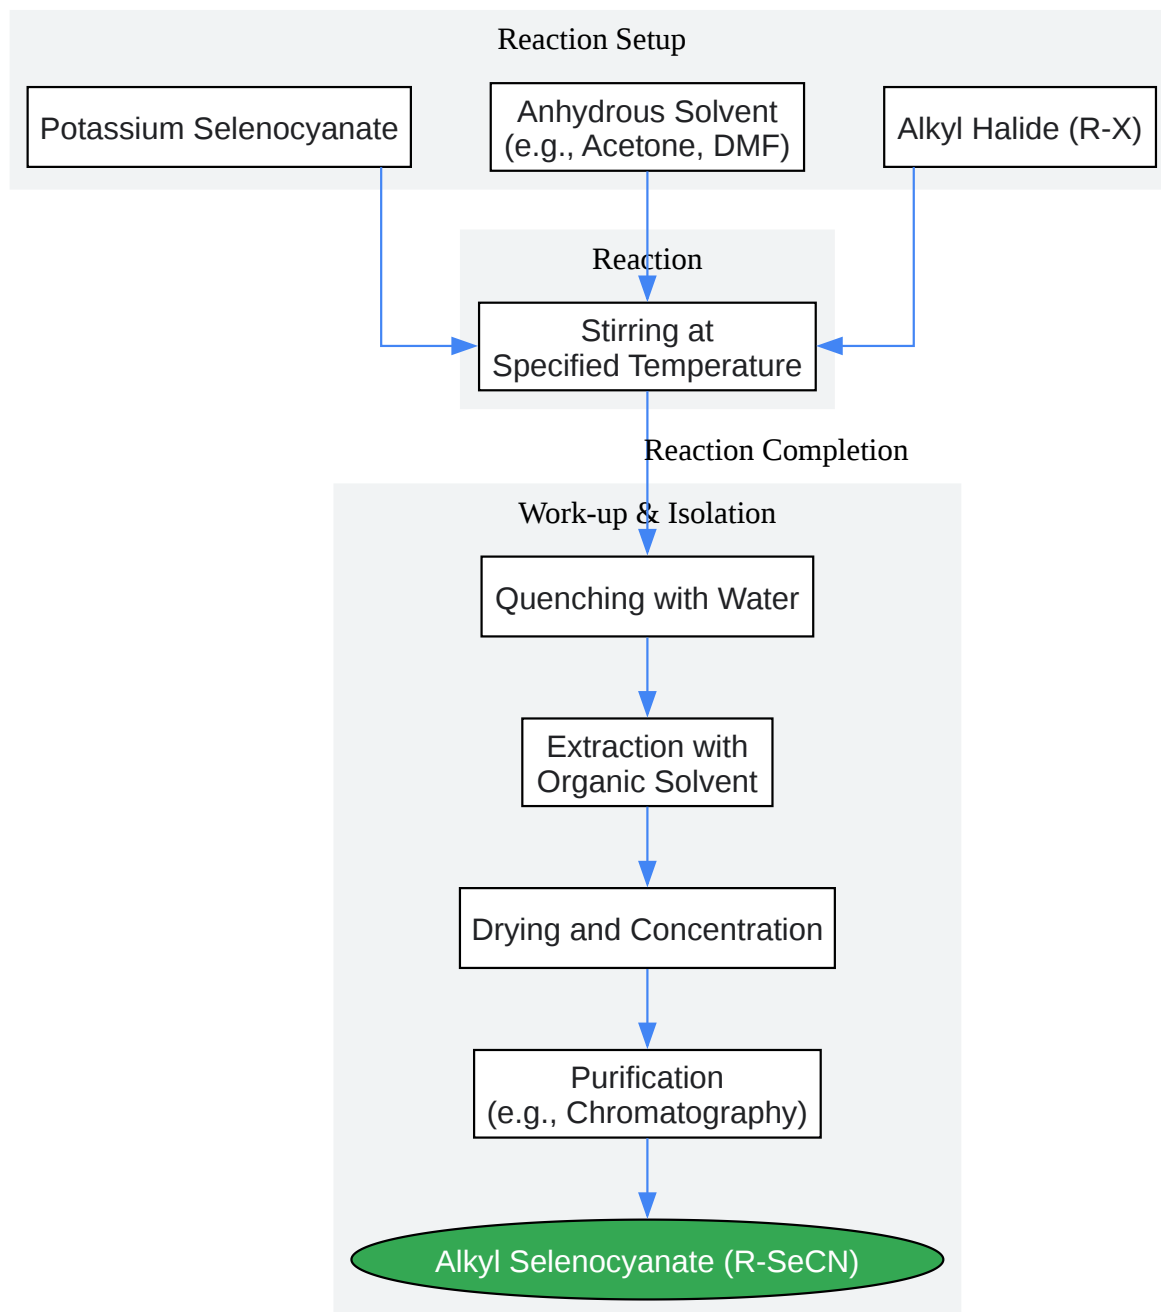 Reaction Setup
Potassium Selenocyanate
Anhydrous Solvent
(e.g., Acetone, DMF)
Alkyl Halide (R-X)
Reaction
Stirring at
Specified Temperature
Reaction Completion
Work-up & Isolation
Quenching with Water
Extraction with
Organic Solvent
Drying and Concentration
Purification
(e.g., Chromatography)
Alkyl Selenocyanate (R-SeCN)